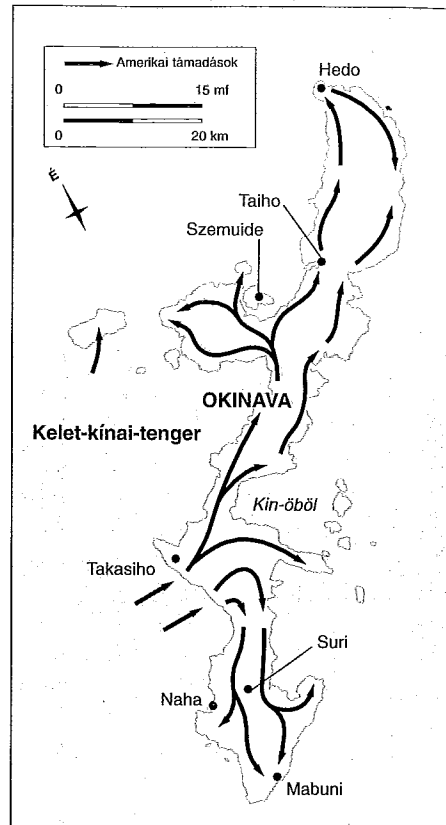 Amerikai támadások
0 15 mf
0 20 km
É
Hedo
Taiho
Szemuide
OKINAVA
Kelet-kínai-tenger
Kin-öböl
Takasiho
Suri
Naha
Mabuni